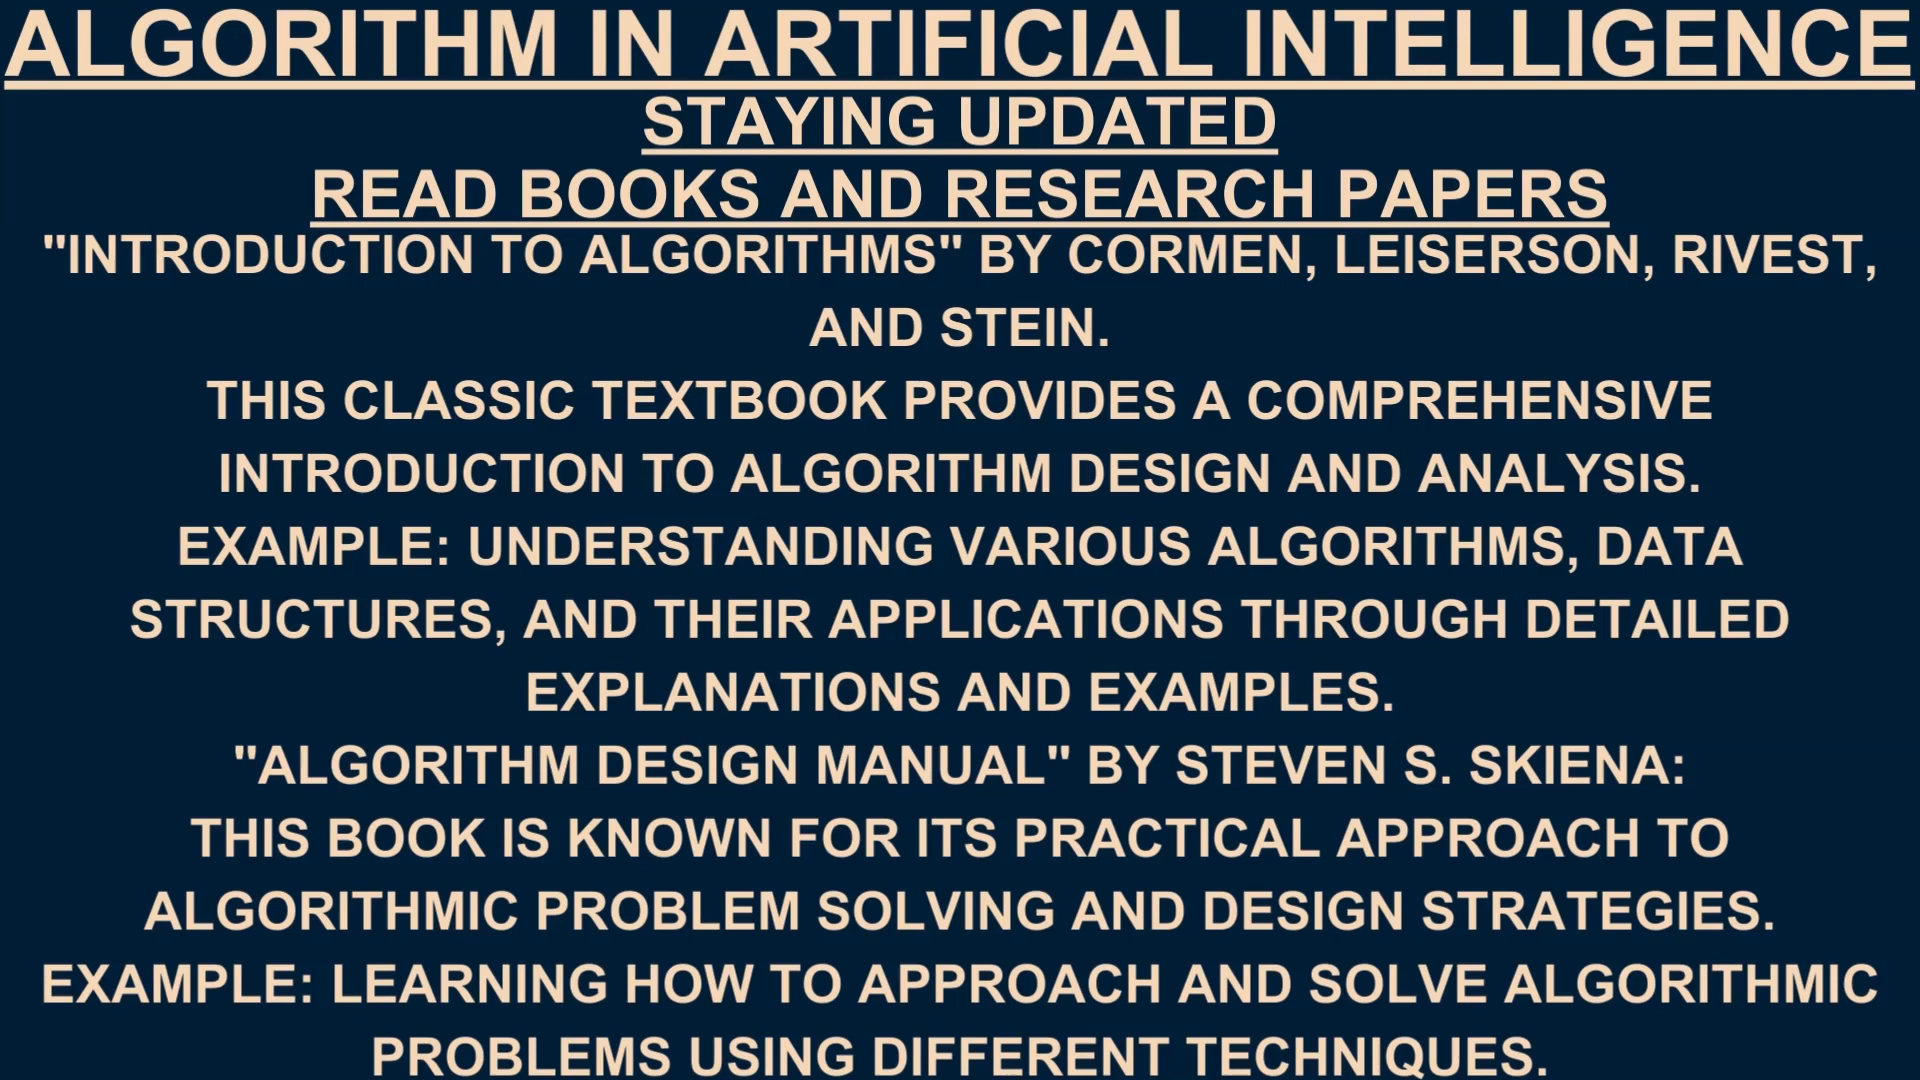 ALGORITHM IN ARTIFICIAL INTELLIGENCE
STAYING UPDATED
READ BOOKS AND RESEARCH PAPERS
"INTRODUCTION TO ALGORITHMS" BY CORMEN, LEISERSON, RIVEST,
AND STEIN.
THIS CLASSIC TEXTBOOK PROVIDES A COMPREHENSIVE
INTRODUCTION TO ALGORITHM DESIGN AND ANALYSIS.
EXAMPLE: UNDERSTANDING VARIOUS ALGORITHMS, DATA
STRUCTURES, AND THEIR APPLICATIONS THROUGH DETAILED
EXPLANATIONS AND EXAMPLES.
"ALGORITHM DESIGN MANUAL" BY STEVEN S. SKIENA:
THIS BOOK IS KNOWN FOR ITS PRACTICAL APPROACH TO
ALGORITHMIC PROBLEM SOLVING AND DESIGN STRATEGIES.
EXAMPLE: LEARNING HOW TO APPROACH AND SOLVE ALGORITHMIC
PROBLEMS USING DIFFERENT TECHNIQUES.